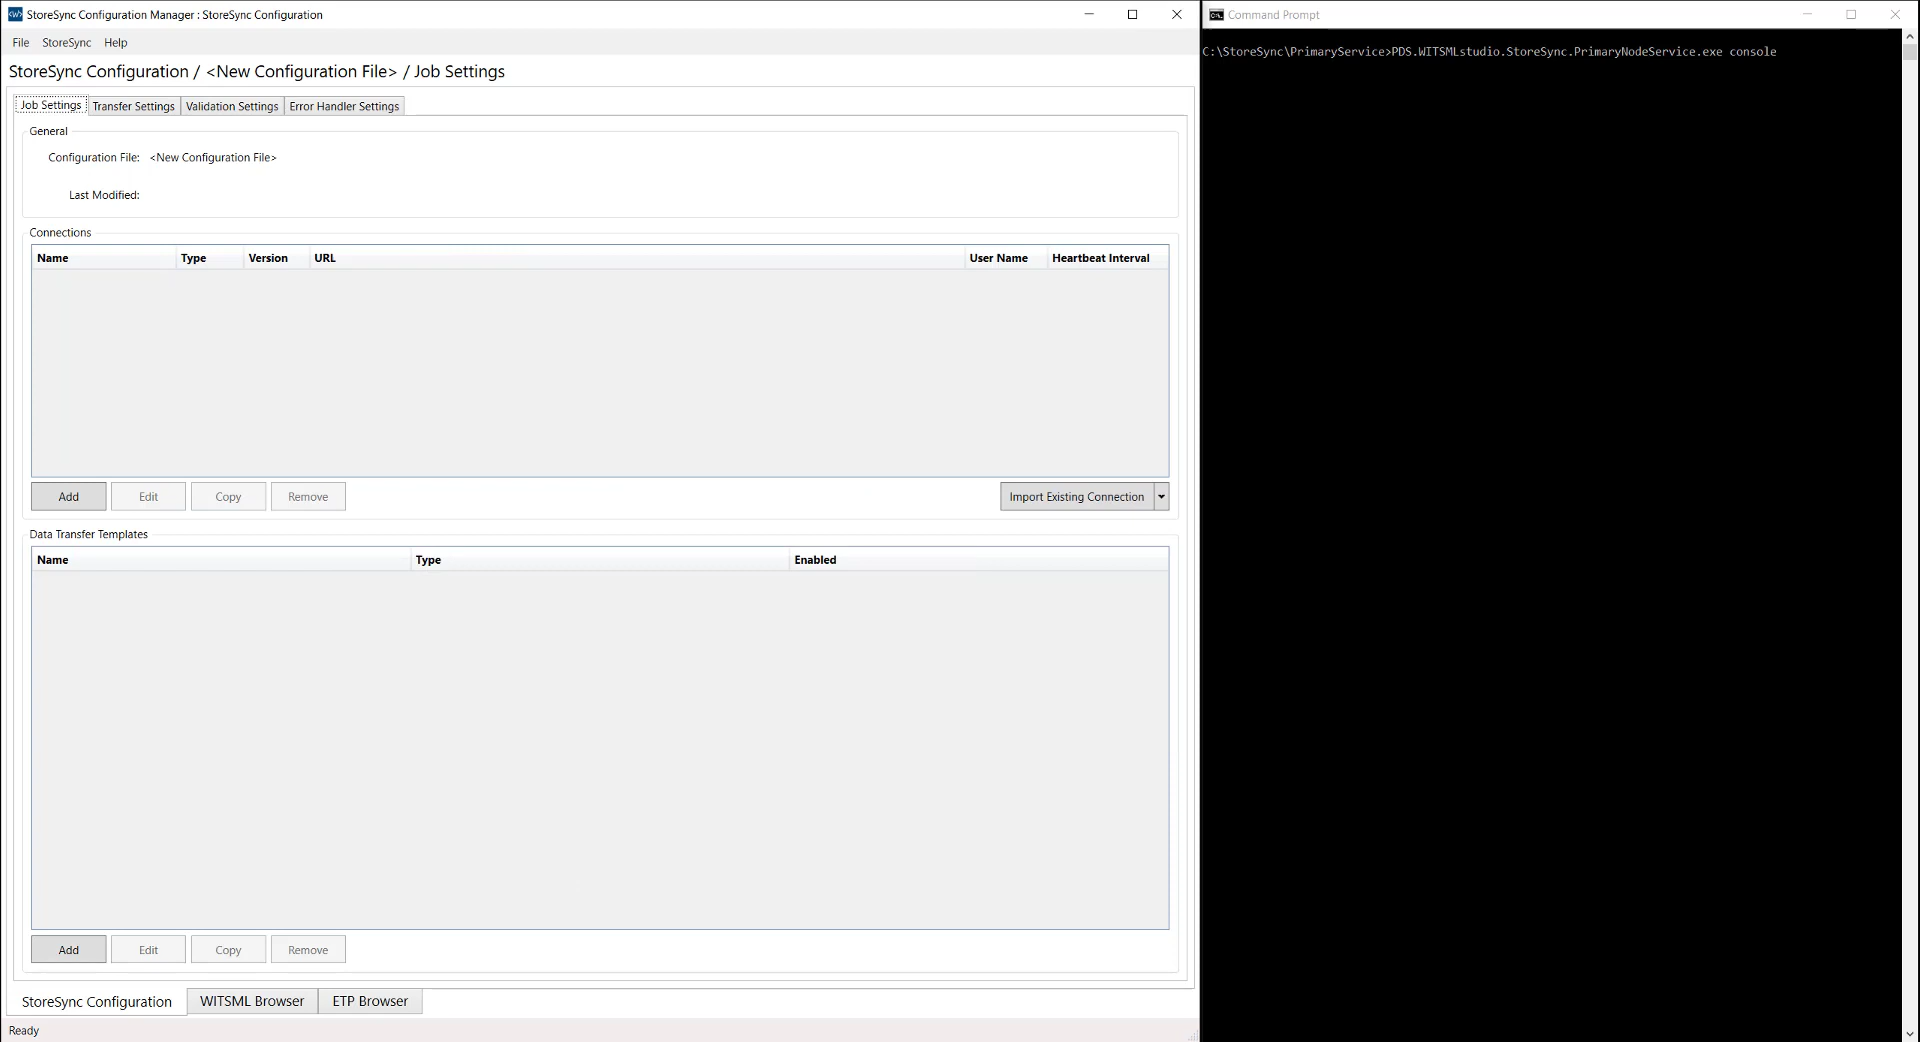 StoreSync Configuration Manager : StoreSync Configuration
File StoreSync Help
StoreSync Configuration / <New Configuration File> / Job Settings
Job Settings Transfer Settings Validation Settings Error Handler Settings
General
Configuration File: <New Configuration File>
Last Modified:
Connections
Name Type Version URL User Name Heartbeat Interval
Add Edit Copy Remove Import Existing Connection
Data Transfer Templates
Name Type Enabled
Add Edit Copy Remove
StoreSync Configuration WITSML Browser ETP Browser
Ready
Command Prompt
C:\StoreSync\PrimaryService>PDS.WITSMLstudio.StoreSync.PrimaryNodeService.exe console